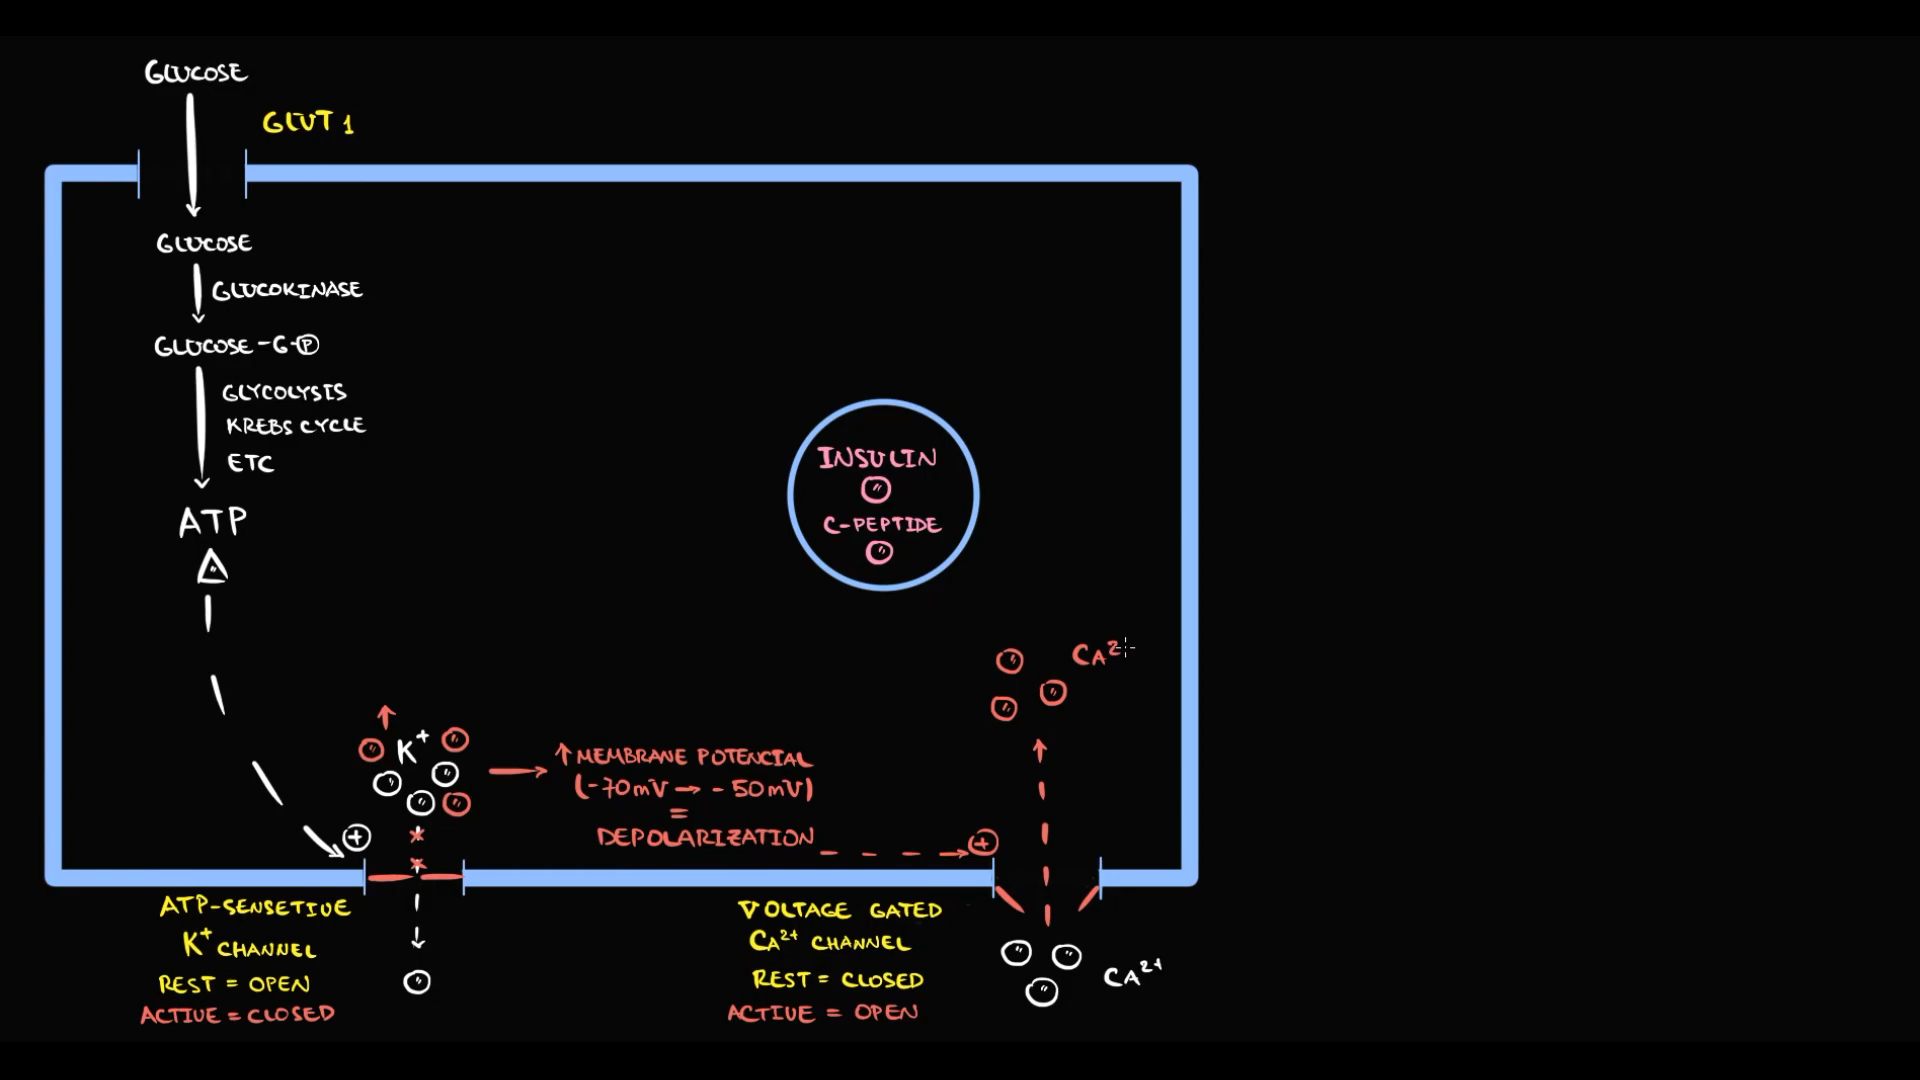 GLUCOSE
GLUT 1
GLUCOSE
GLUCOKINASE
GLUCOSE-6-P
GLYCOLYSIS
KREBS CYCLE
ETC
ATP
INSULIN
C-PEPTIDE
CA²
↑
K⁺
→ ↑ MEMBRANE POTENCIAL
(-70mV → -50mV)
=
DEPOLARIZATION
+
+
ATP-SENSETIVE
K⁺ CHANNEL
REST = OPEN
ACTIVE = CLOSED
VOLTAGE GATED
CA²⁺ CHANNEL
REST = CLOSED
ACTIVE = OPEN
CA²⁺